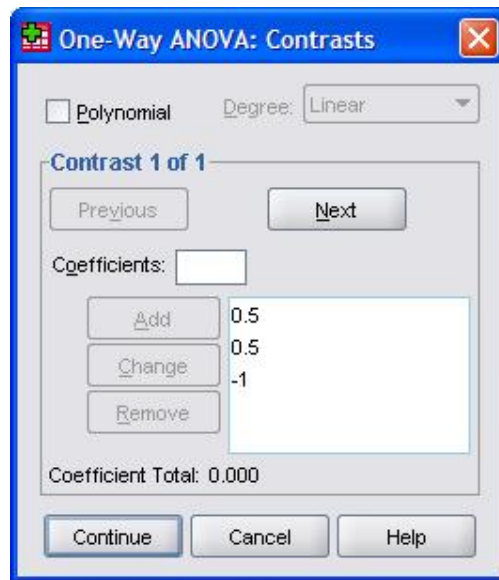 One-Way ANOVA: Contrasts
Polynomial Degree: Linear
Contrast 1 of 1
Previous Next
Coefficients:
Add
Change
Remove
0.5
0.5
-1
Coefficient Total: 0.000
Continue Cancel Help